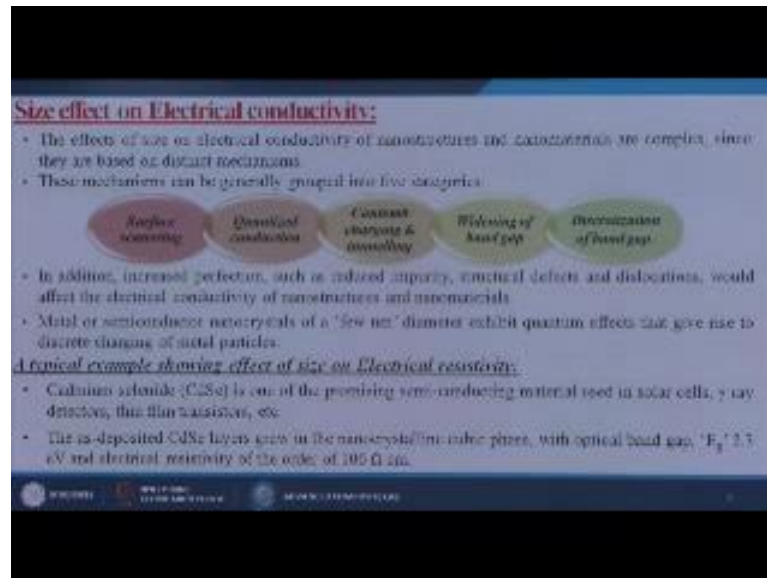 Size effect on Electrical conductivity:
• The effects of size on electrical conductivity of nanostructures and nanomaterials are complex, since
they are based on distinct mechanisms.
• These mechanisms can be generally grouped into five categories
Surface scattering
Quantized conduction
Coulomb charging & tunneling
Widening of band gap
Discretization of band gap
• In addition, increased perfection, such as reduced impurity, structural defects and dislocations, would
affect the electrical conductivity of nanostructures and nanomaterials
• Metal or semiconductor nanocrystals of a 'few nm' diameter exhibit quantum effects that give rise to
discrete charging of metal particles.
A typical example showing effect of size on Electrical resistivity:
• Cadmium selenide (CdSe) is one of the promising semi-conducting material used in solar cells, γ ray
detectors, thin film transistors, etc
• The as-deposited CdSe layers grew in the nanocrystalline cubic phase, with optical band gap, 'Eg' 2.3
eV and electrical resistivity of the order of 106 Ω cm.